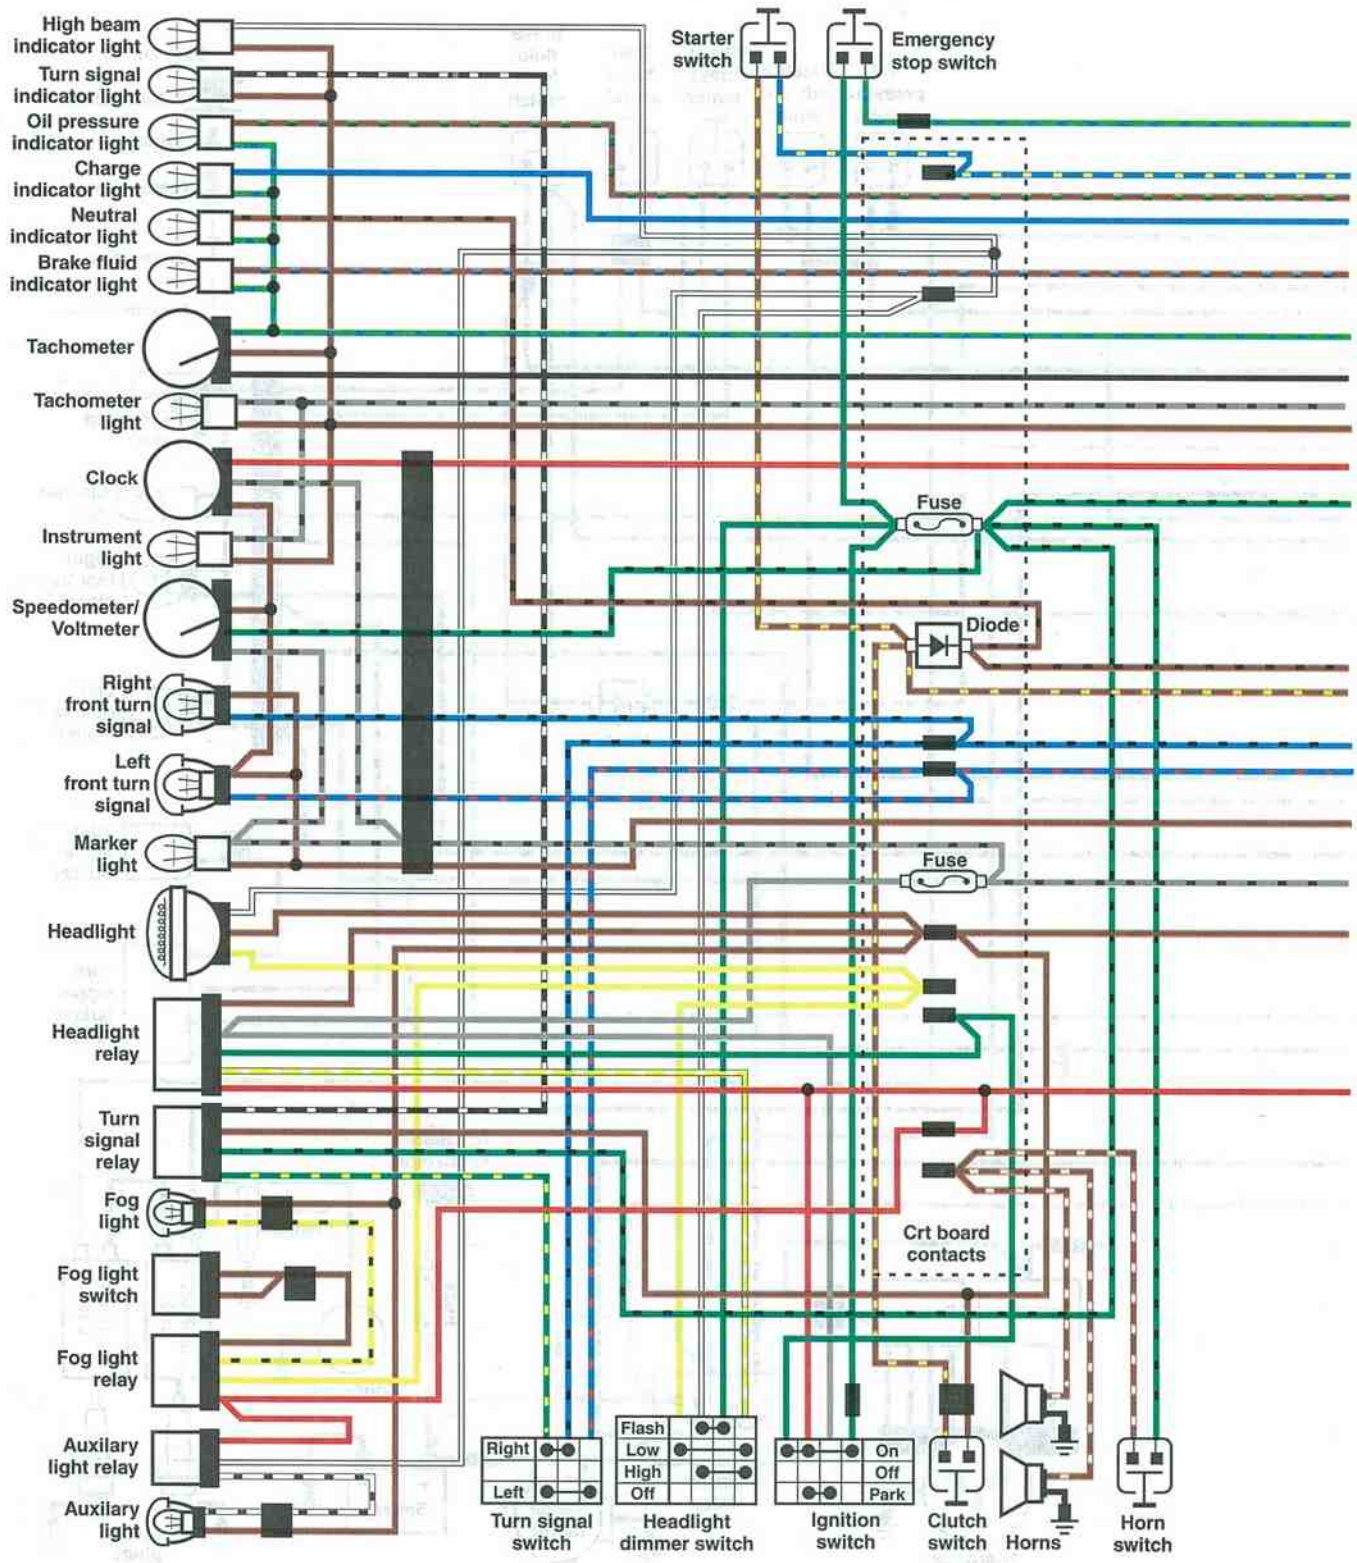 High beam
indicator light
Turn signal
indicator light
Oil pressure
indicator light
Charge
indicator light
Neutral
indicator light
Brake fluid
indicator light
Tachometer
Tachometer
light
Clock
Instrument
light
Speedometer/
Voltmeter
Right
front turn
signal
Left
front turn
signal
Marker
light
Headlight
Headlight
relay
Turn
signal
relay
Fog
light
Fog light
switch
Fog light
relay
Auxilary
light relay
Auxilary
light
Starter
switch
Emergency
stop switch
Fuse
Diode
Fuse
Crt board
contacts
Right
Left
Turn signal
switch
Flash
Low
High
Off
Headlight
dimmer switch
On
Off
Park
Ignition
switch
Clutch
switch
Horns
Horn
switch